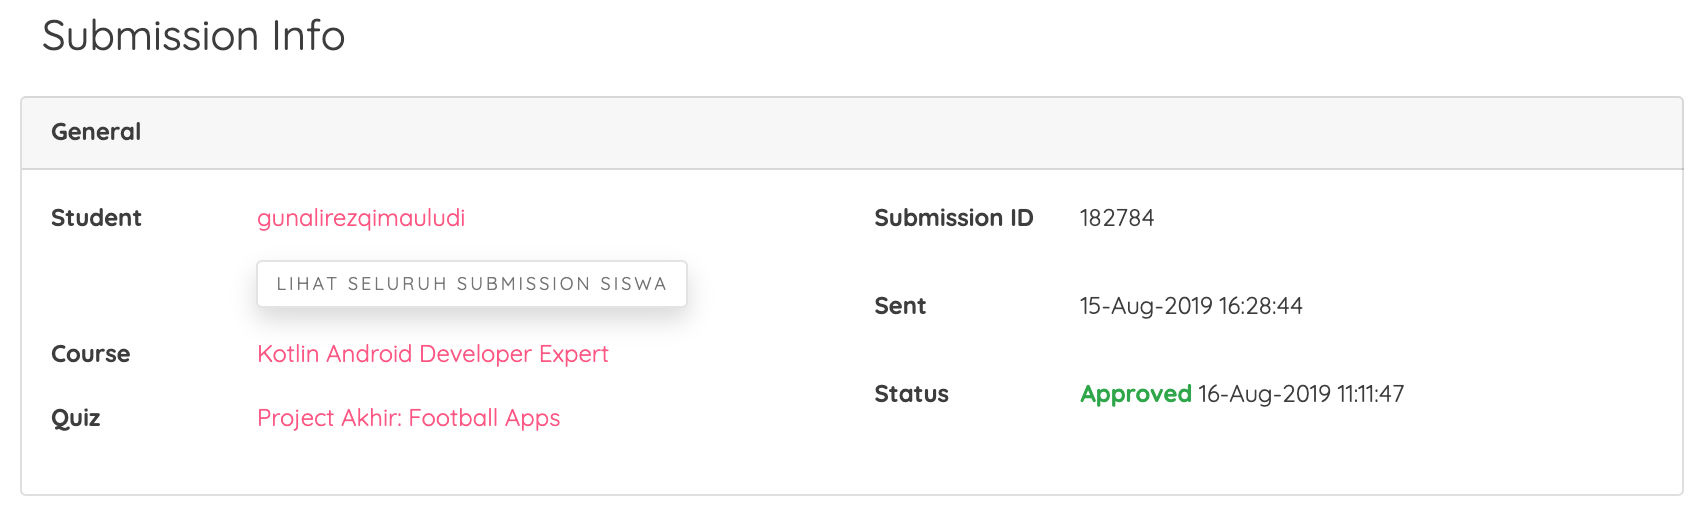 Submission Info
General
Student gunalirezqimauludi
LIHAT SELURUH SUBMISSION SISWA
Course Kotlin Android Developer Expert
Quiz Project Akhir: Football Apps
Submission ID 182784
Sent 15-Aug-2019 16:28:44
Status Approved 16-Aug-2019 11:11:47